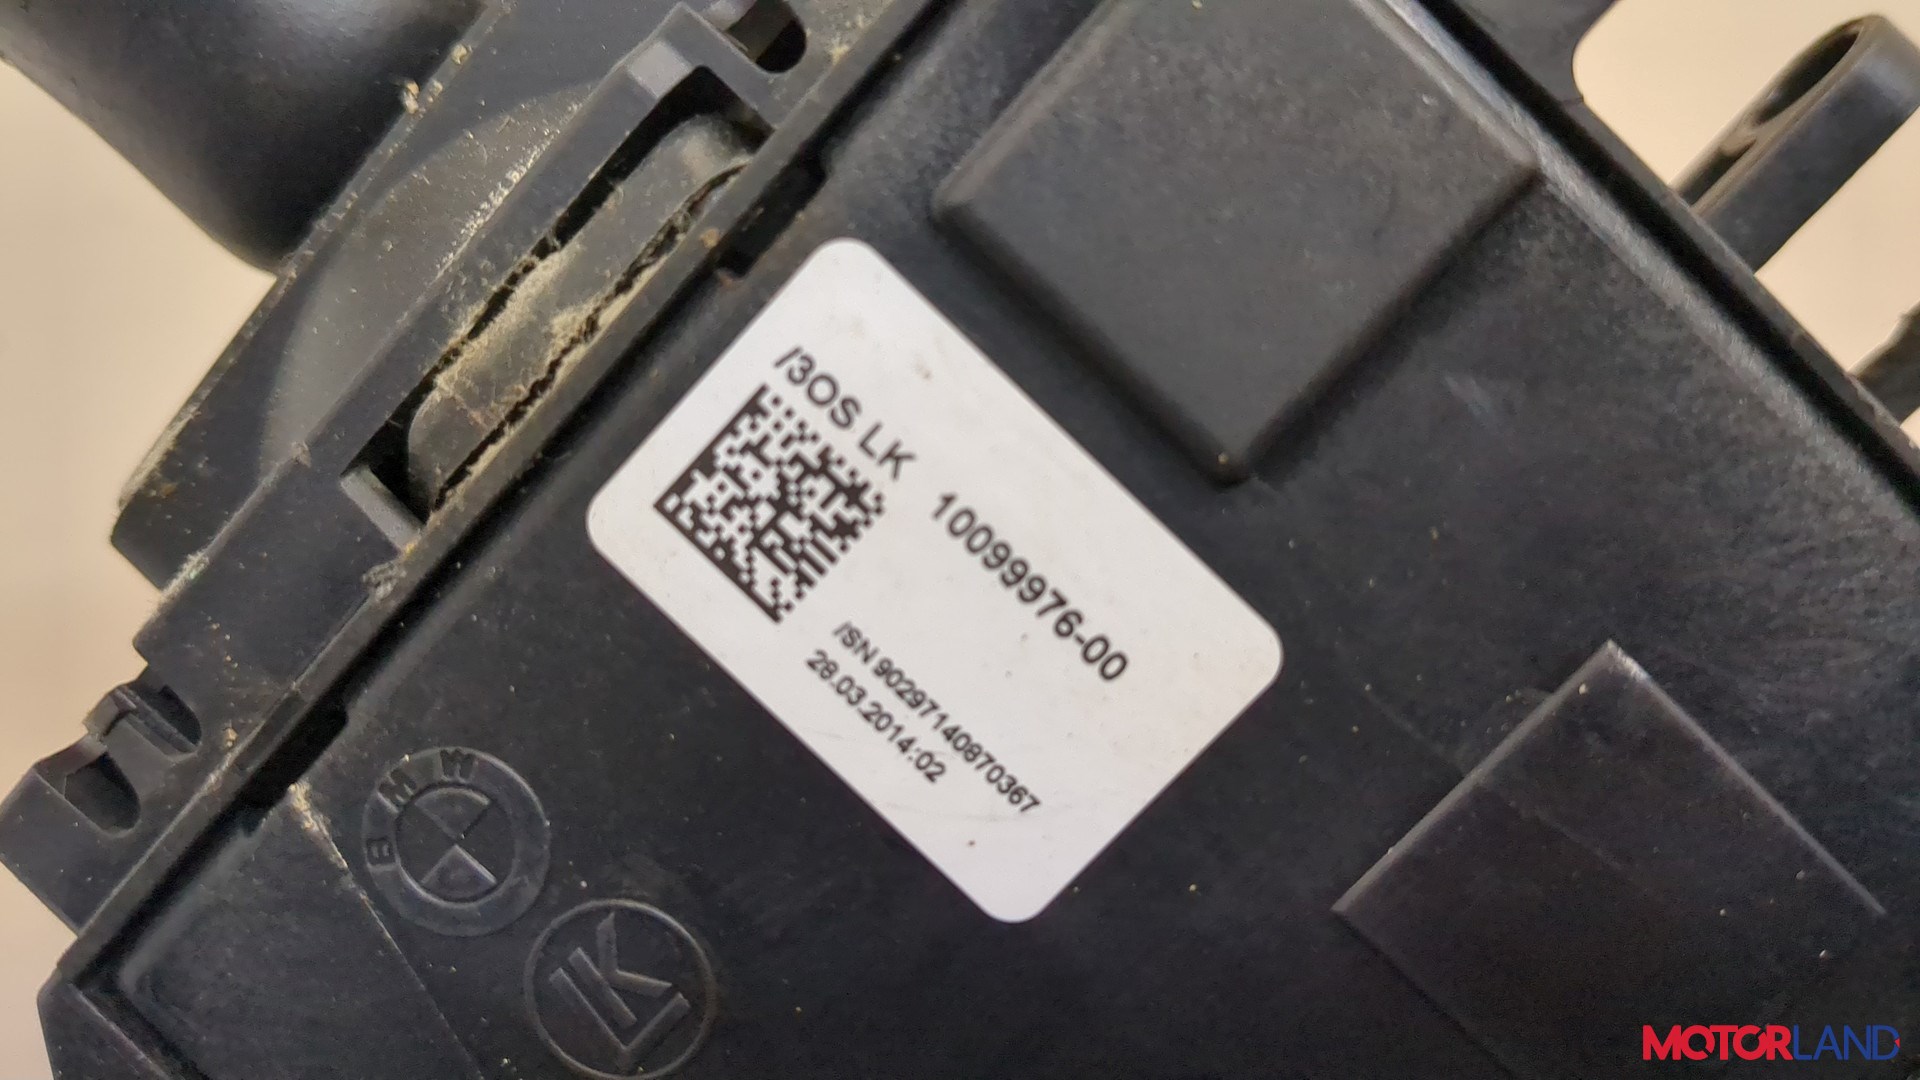 /3OS LK
10099976-00
/SN 90297140870367
28.03.2014:02
BMW
LK
MOTORLAND